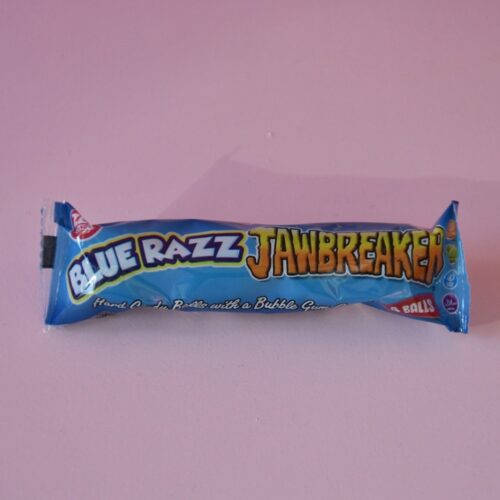 BLUE RAZZ JAWBREAKER
Hard Candy Balls with a Bubble Gum
BALLS